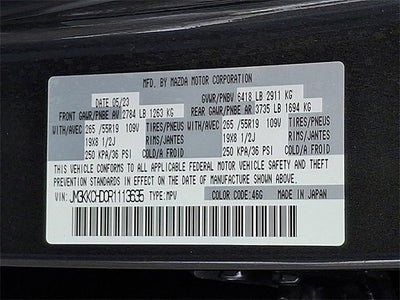 MFD. BY MAZDA MOTOR CORPORATION
DATE 05/23 GVWR/PNBV 6418 LB 2911 KG
FRONT GAWR/PNBE AV 2784 LB 1263 KG REAR GAWR/PNBE AR 3735 LB 1694 KG
WITH/AVEC 265 /55R19 109V TIRES/PNEUS WITH/AVEC 265 /55R19 109V TIRES/PNEUS
19X8 1/2J RIMS/JANTES 19X8 1/2J RIMS/JANTES
250 KPA/36 PSI COLD/A FROID 250 KPA/36 PSI COLD/A FROID
THIS VEHICLE CONFORMS TO ALL APPLICABLE FEDERAL MOTOR VEHICLE SAFETY AND THEFT
PREVENTION STANDARDS IN EFFECT ON THE DATE OF MANUFACTURE SHOWN ABOVE.
VIN: JM3KKCHD0R1113635 TYPE: MPV COLOR CODE: 46G MADE IN JAPAN